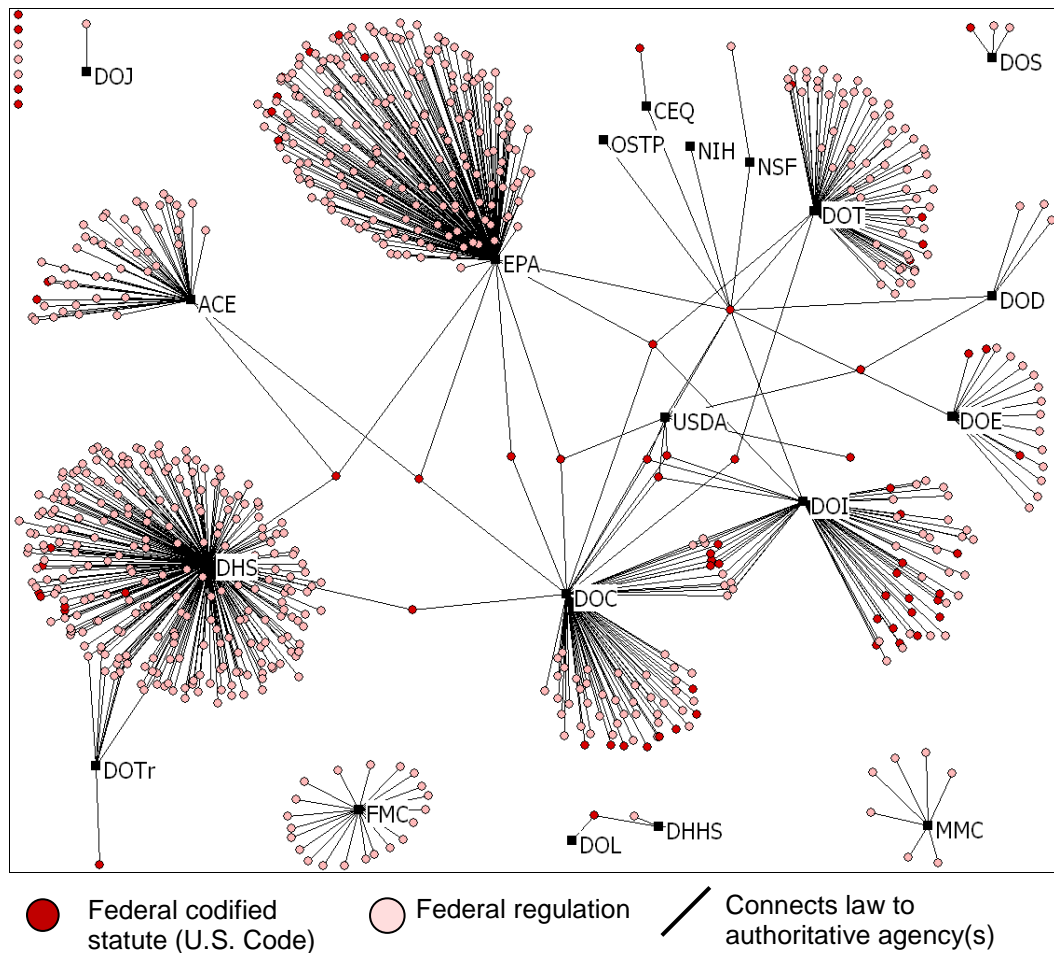 DOJ
DOS
CEQ
OSTP
NIH
NSF
DOT
EPA
ACE
DOD
USDA
DOE
DOI
DHS
DOC
DOTr
FMC
DOL
DHHS
MMC
Federal codified
statute (U.S. Code)
Federal regulation
Connects law to
authoritative agency(s)